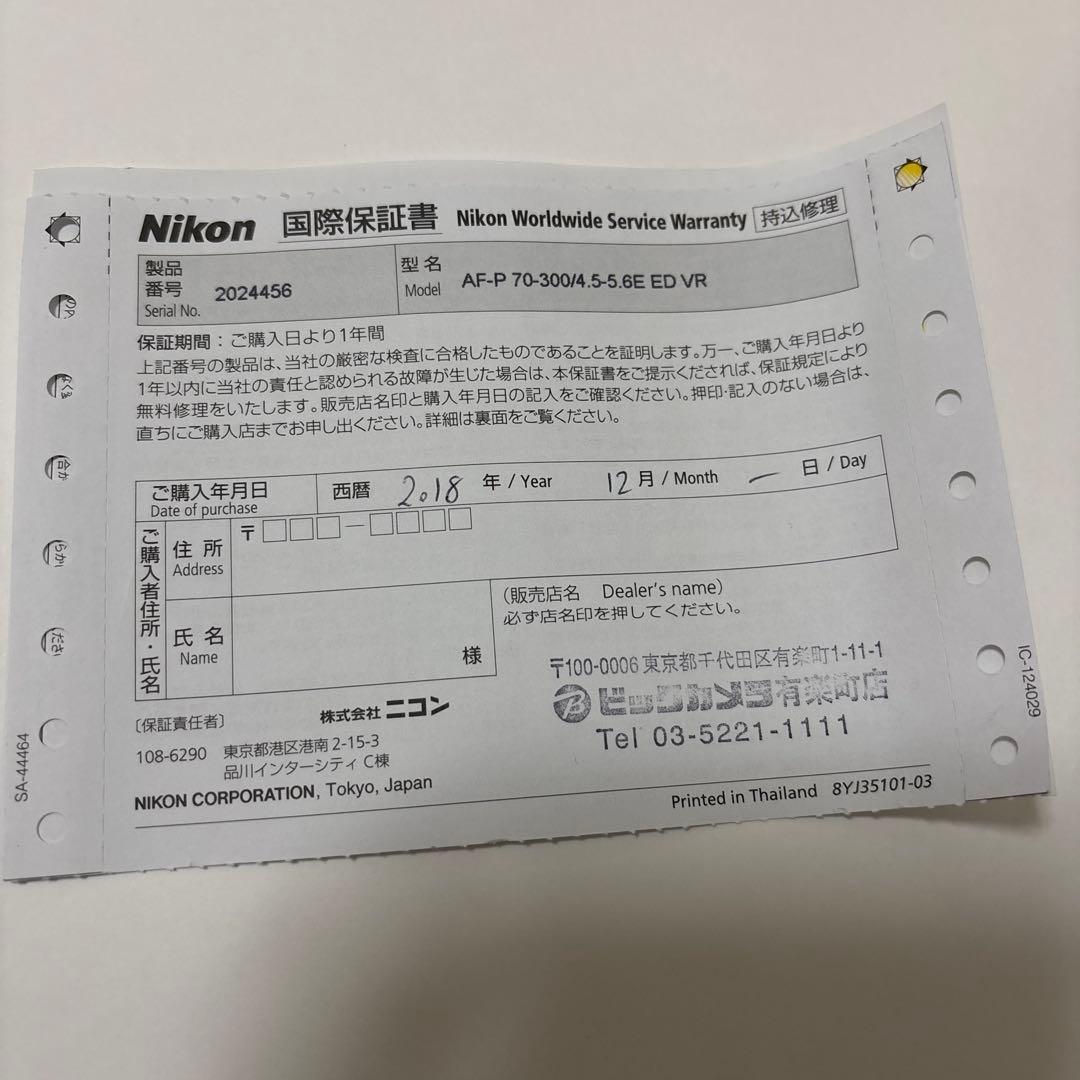 Nikon 国際保証書 Nikon Worldwide Service Warranty 持込修理
製品番号 Serial No. 2024456 型名 Model AF-P 70-300/4.5-5.6E ED VR
保証期間：ご購入日より1年間
上記番号の製品は、当社の厳密な検査に合格したものであることを証明します。万一、ご購入年月日より
1年以内に当社の責任と認められる故障が生じた場合は、本保証書をご提示くだされば、保証規定により
無料修理をいたします。販売店名印と購入年月日の記入をご確認ください。押印・記入のない場合は、
直ちにご購入店までお申し出ください。詳細は裏面をご覧ください。
ご購入年月日 Date of purchase 西暦 2018 年 / Year 12 月 / Month 一 日 / Day
ご購入者住所・氏名
住所 Address 〒
氏名 Name 様
（販売店名 Dealer's name）
必ず店名印を押してください。
〒100-0006 東京都千代田区有楽町1-11-1
B ビックカメラ有楽町店
Tel 03-5221-1111
〔保証責任者〕 株式会社 ニコン
108-6290 東京都港区港南 2-15-3
品川インターシティ C棟
NIKON CORPORATION, Tokyo, Japan
Printed in Thailand 8YJ35101-03
SA-44464
IC-124029